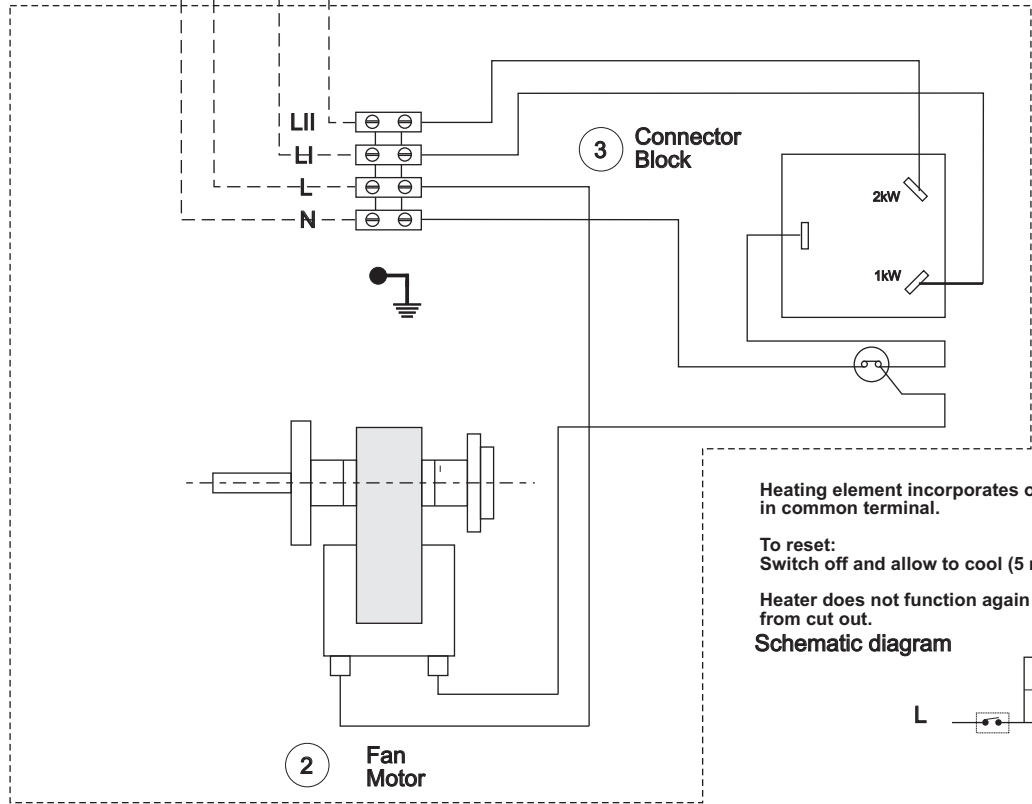 LII
LI
L
N
3
Connector
Block
2kW
1kW
Heating element incorporates
in common terminal.
To reset:
Switch off and allow to cool (5
Heater does not function again
from cut out.
Schematic diagram
L
2
Fan
Motor